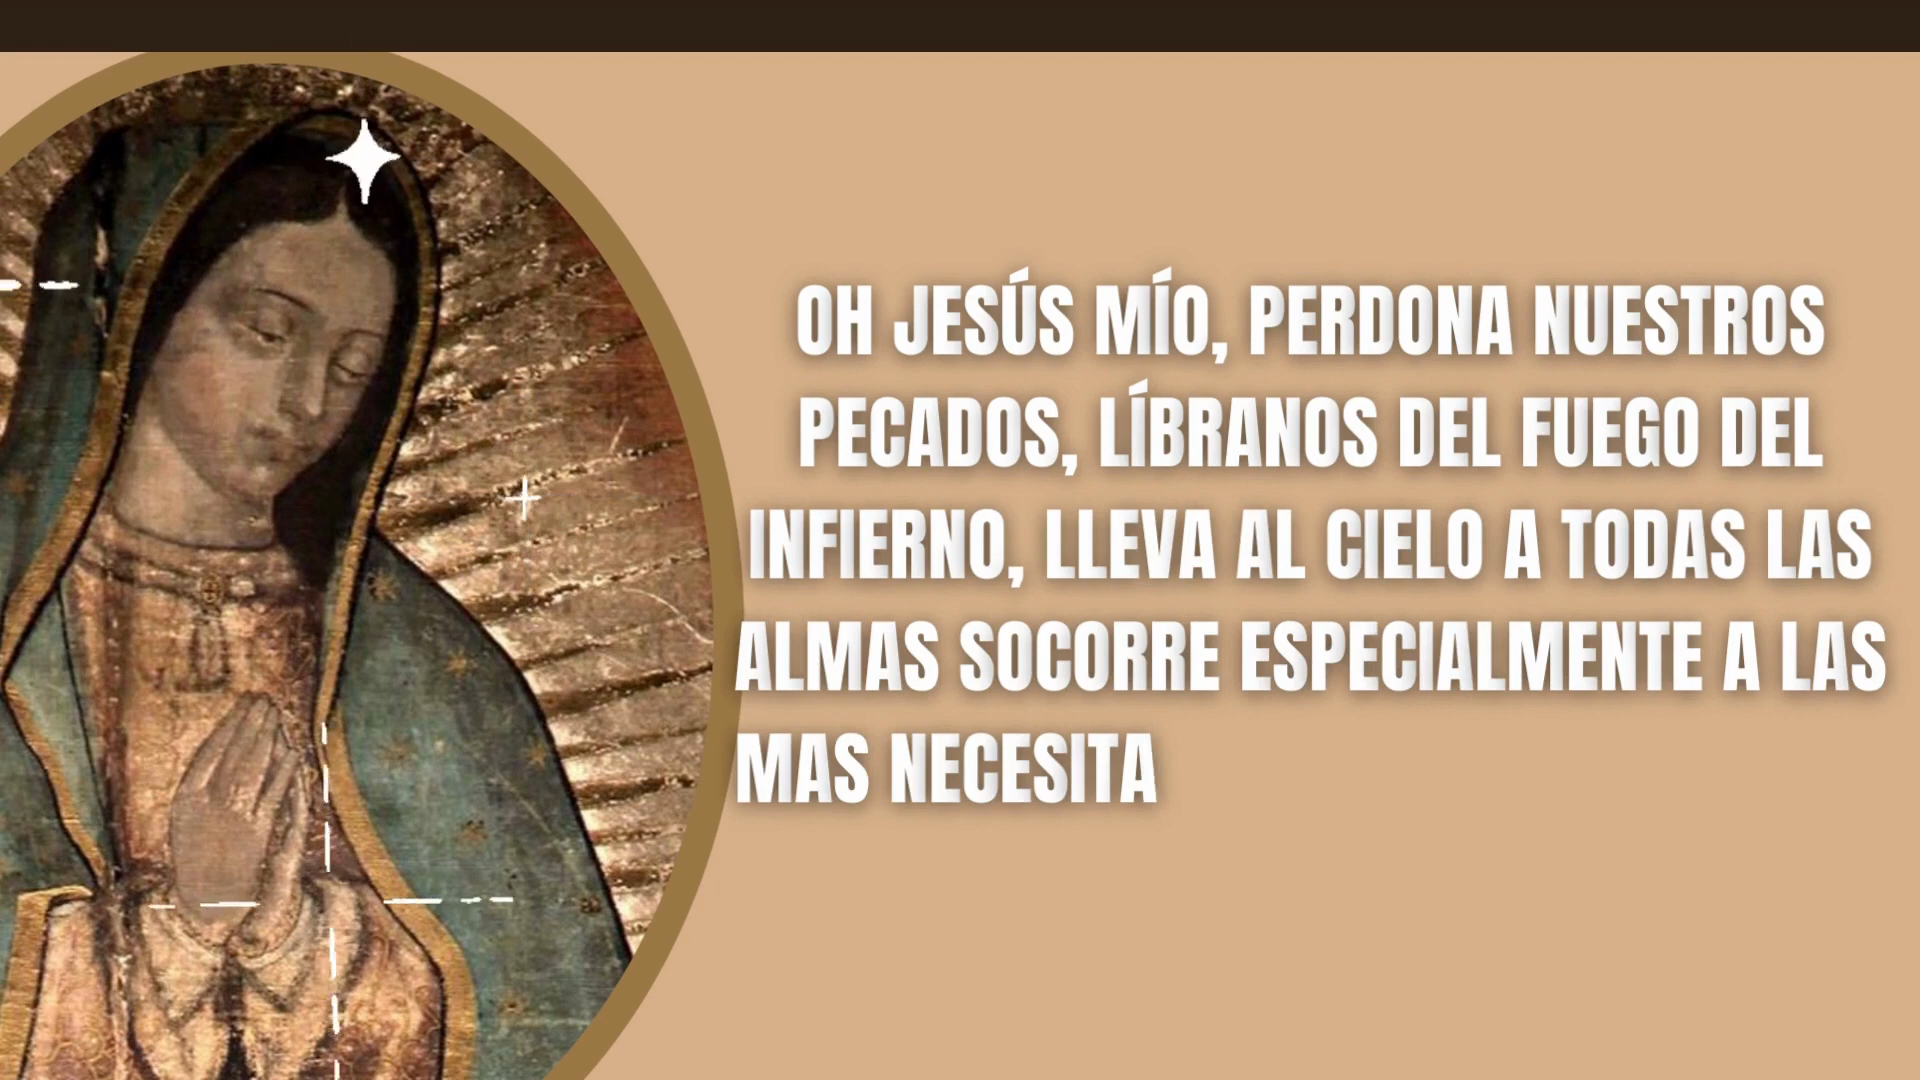 OH JESÚS MÍO, PERDONA NUESTROS
PECADOS, LÍBRANOS DEL FUEGO DEL
INFIERNO, LLEVA AL CIELO A TODAS LAS
ALMAS SOCORRE ESPECIALMENTE A LAS
MAS NECESITA